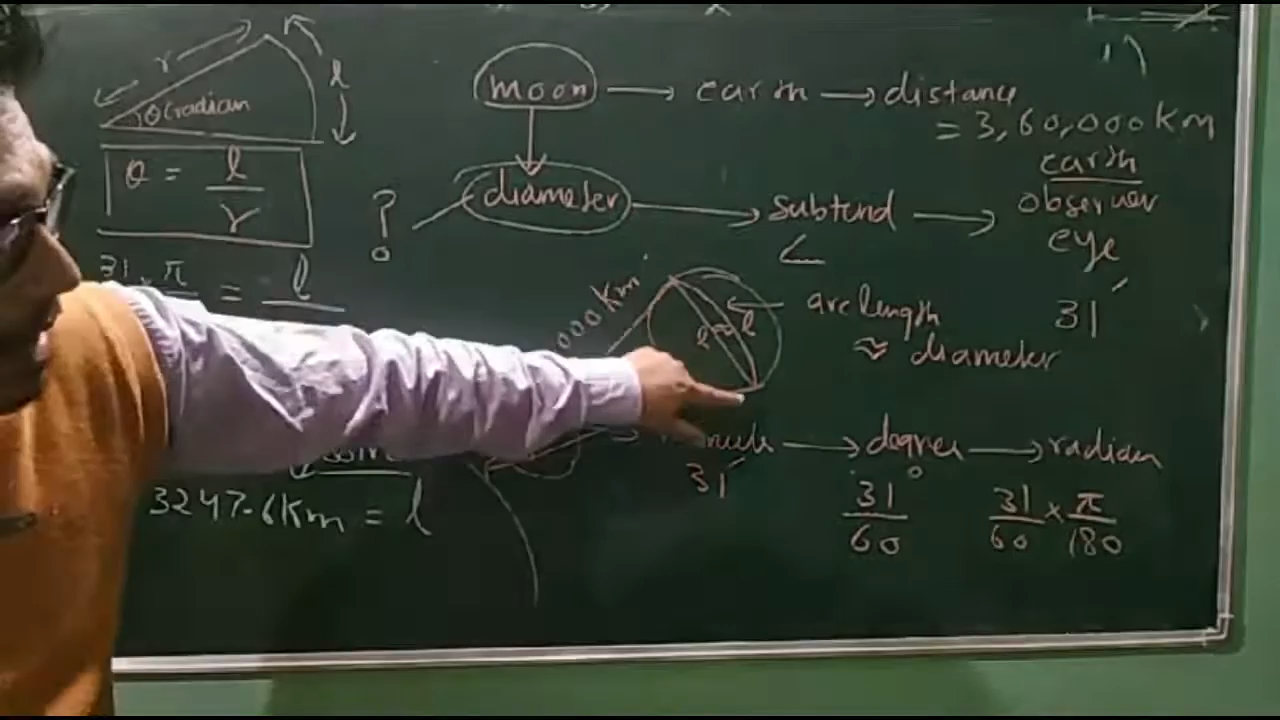 moon → earth → distance
= 3,60,000 Km
r
l
θ radian
θ = l/r
?
diameter → subtend → earth
observer
eye
31′
31 × π
= l
000 Km
l ≈ l
arc length
≈ diameter
→ degree → radian
31′
31°/60
31/60 × π/180
3247.6 Km = l